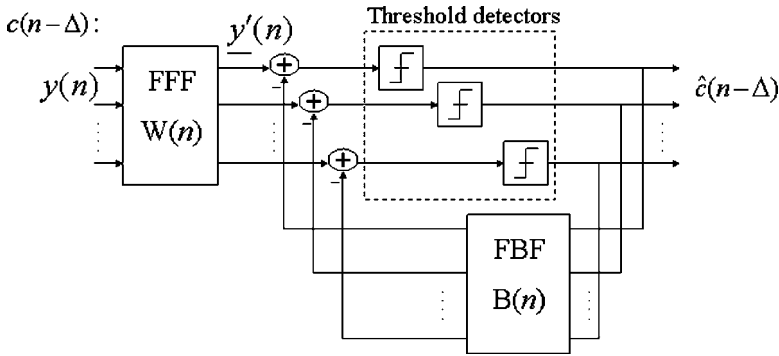 c(n−Δ):
y′(n)
Threshold detectors
y(n)
FFF
W(n)
+
−
+
−
+
−
ĉ(n−Δ)
FBF
B(n)